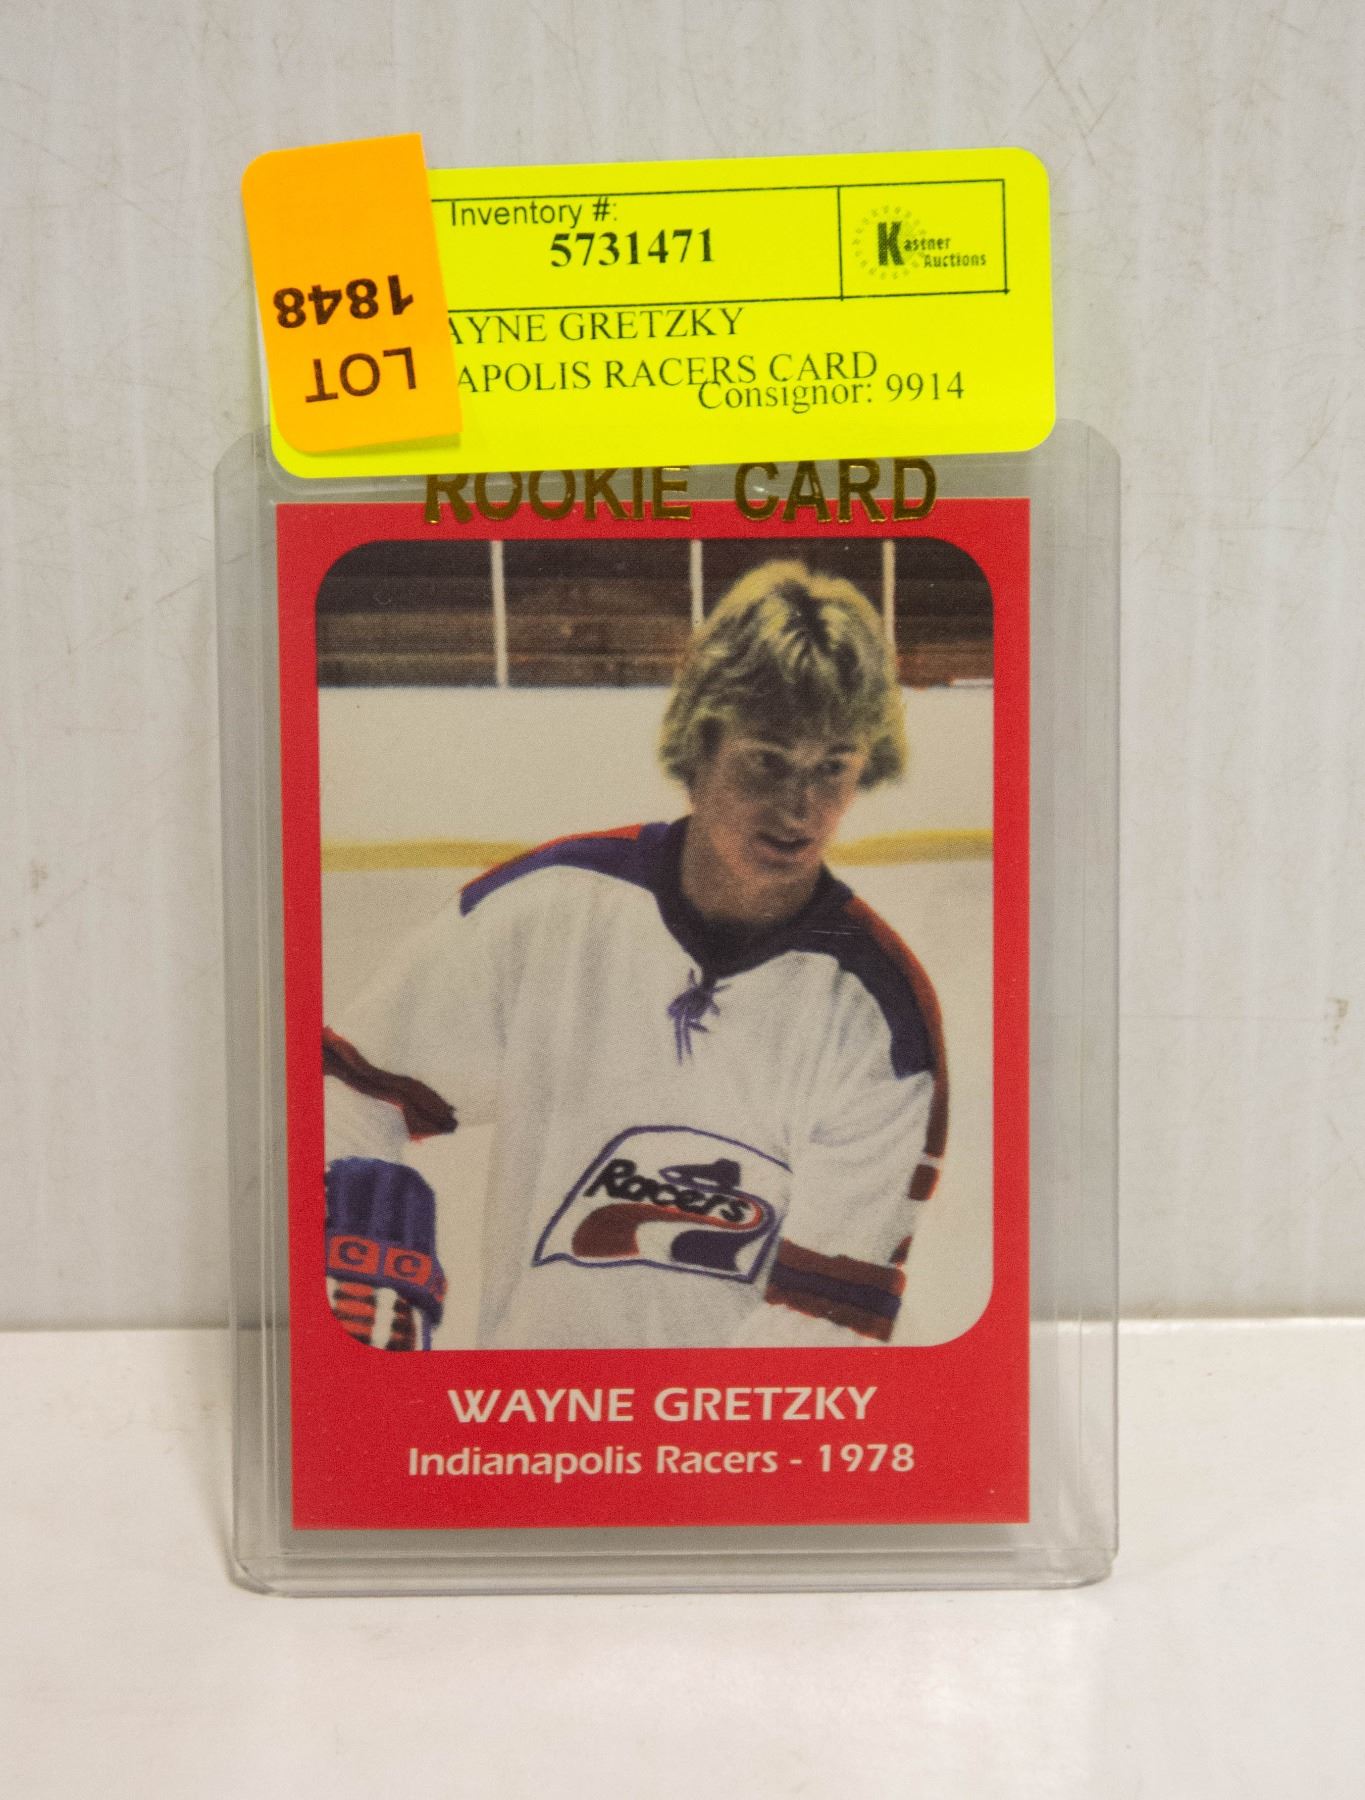 Inventory #:
5731471
Kastner
Auctions
AYNE GRETZKY
APOLIS RACERS CARD
Consignor: 9914
LOT
1848
ROOKIE CARD
Racers
C C
WAYNE GRETZKY
Indianapolis Racers - 1978